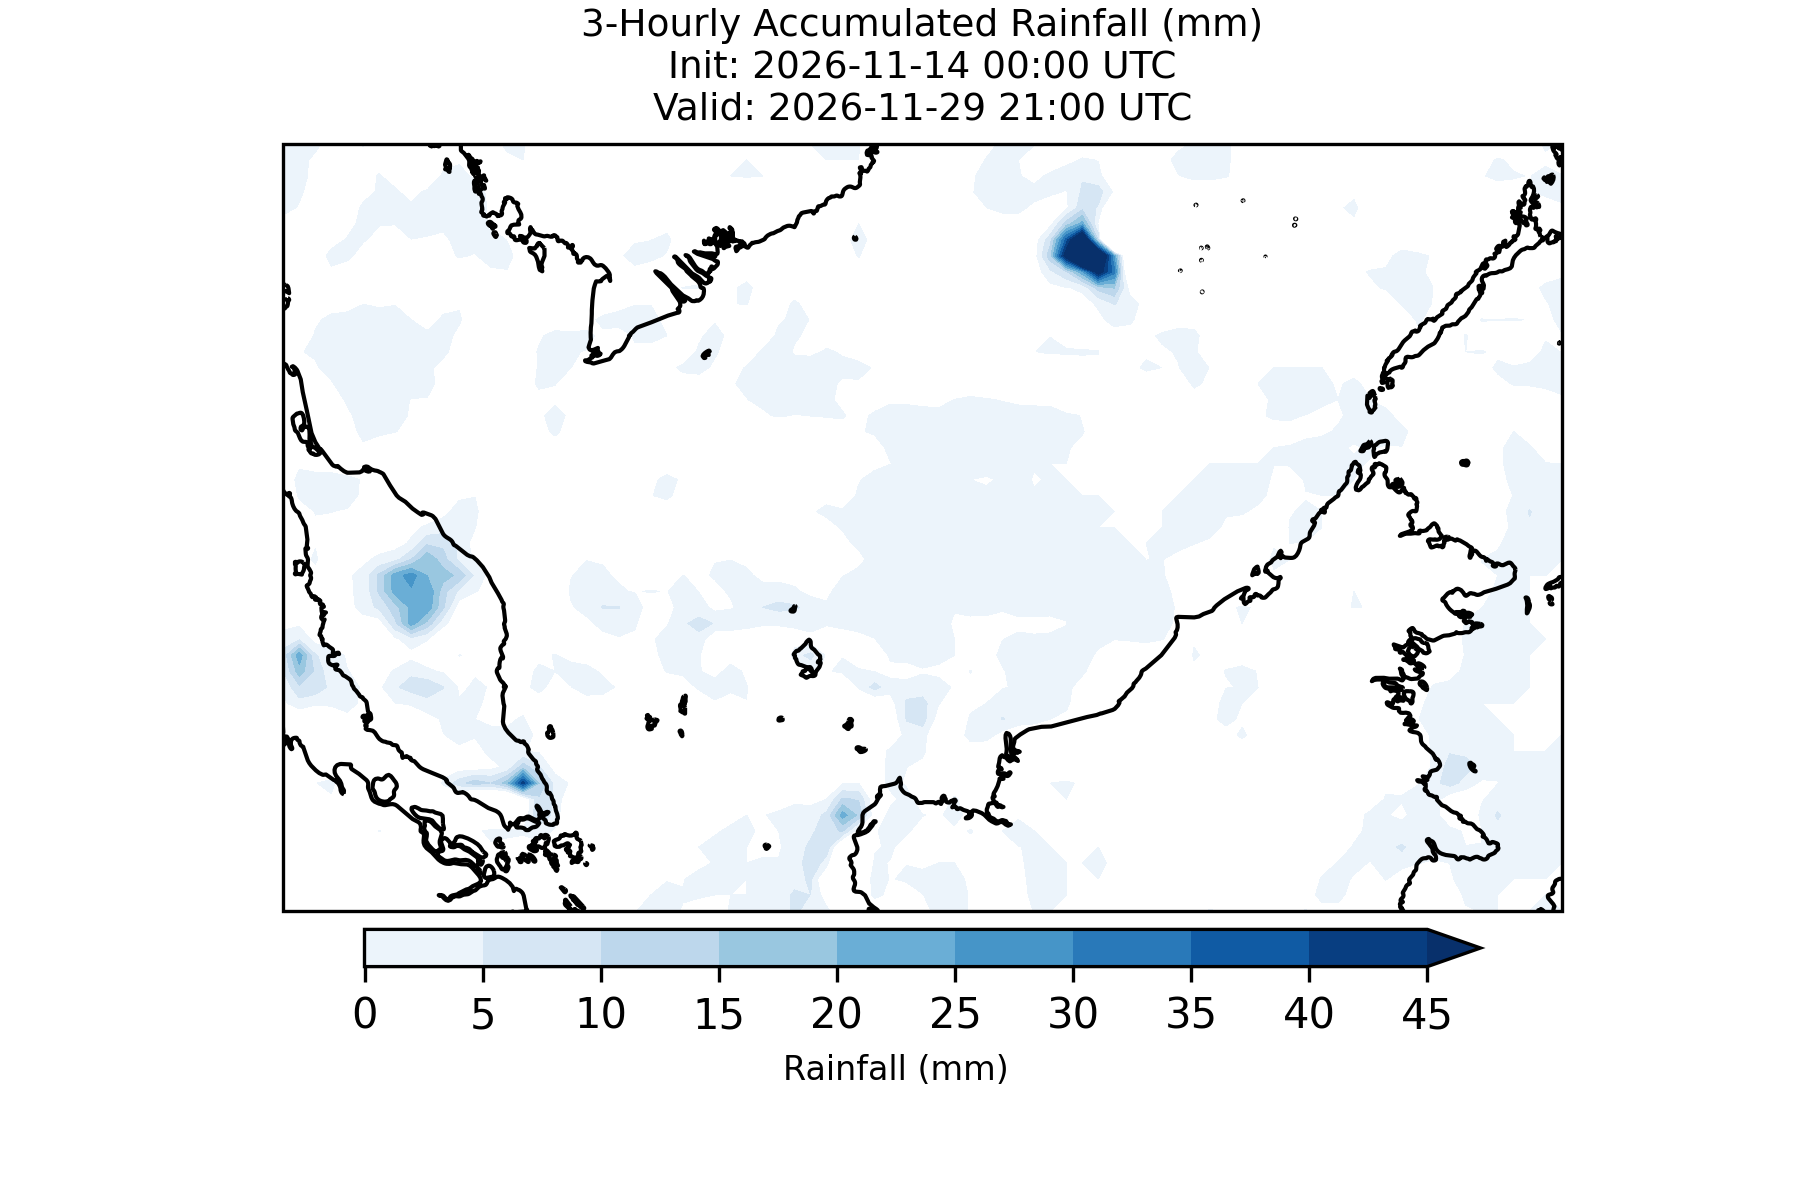 3-Hourly Accumulated Rainfall (mm)
Init: 2026-11-14 00:00 UTC
Valid: 2026-11-29 21:00 UTC
0 5 10 15 20 25 30 35 40 45
Rainfall (mm)